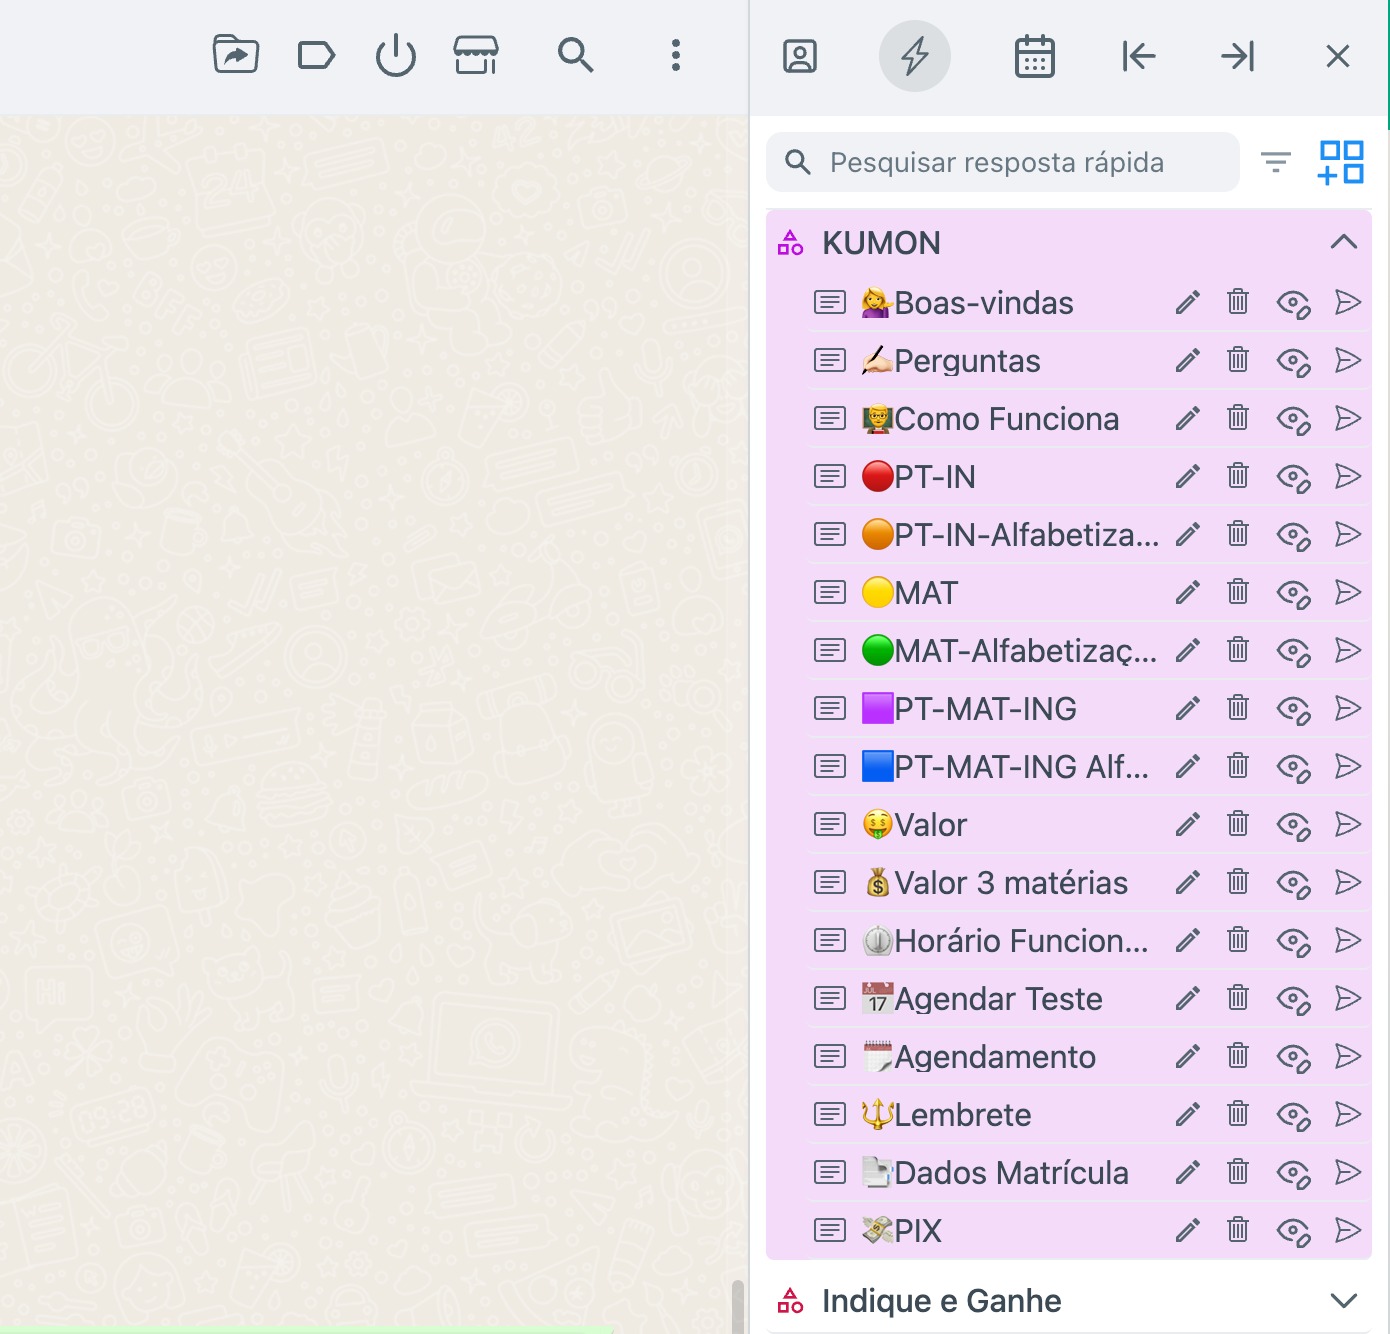 Pesquisar resposta rápida
KUMON
Boas-vindas
Perguntas
Como Funciona
PT-IN
PT-IN-Alfabetiza...
MAT
MAT-Alfabetizaç...
PT-MAT-ING
PT-MAT-ING Alf...
Valor
Valor 3 matérias
Horário Funcion...
Agendar Teste
Agendamento
Lembrete
Dados Matrícula
PIX
Indique e Ganhe